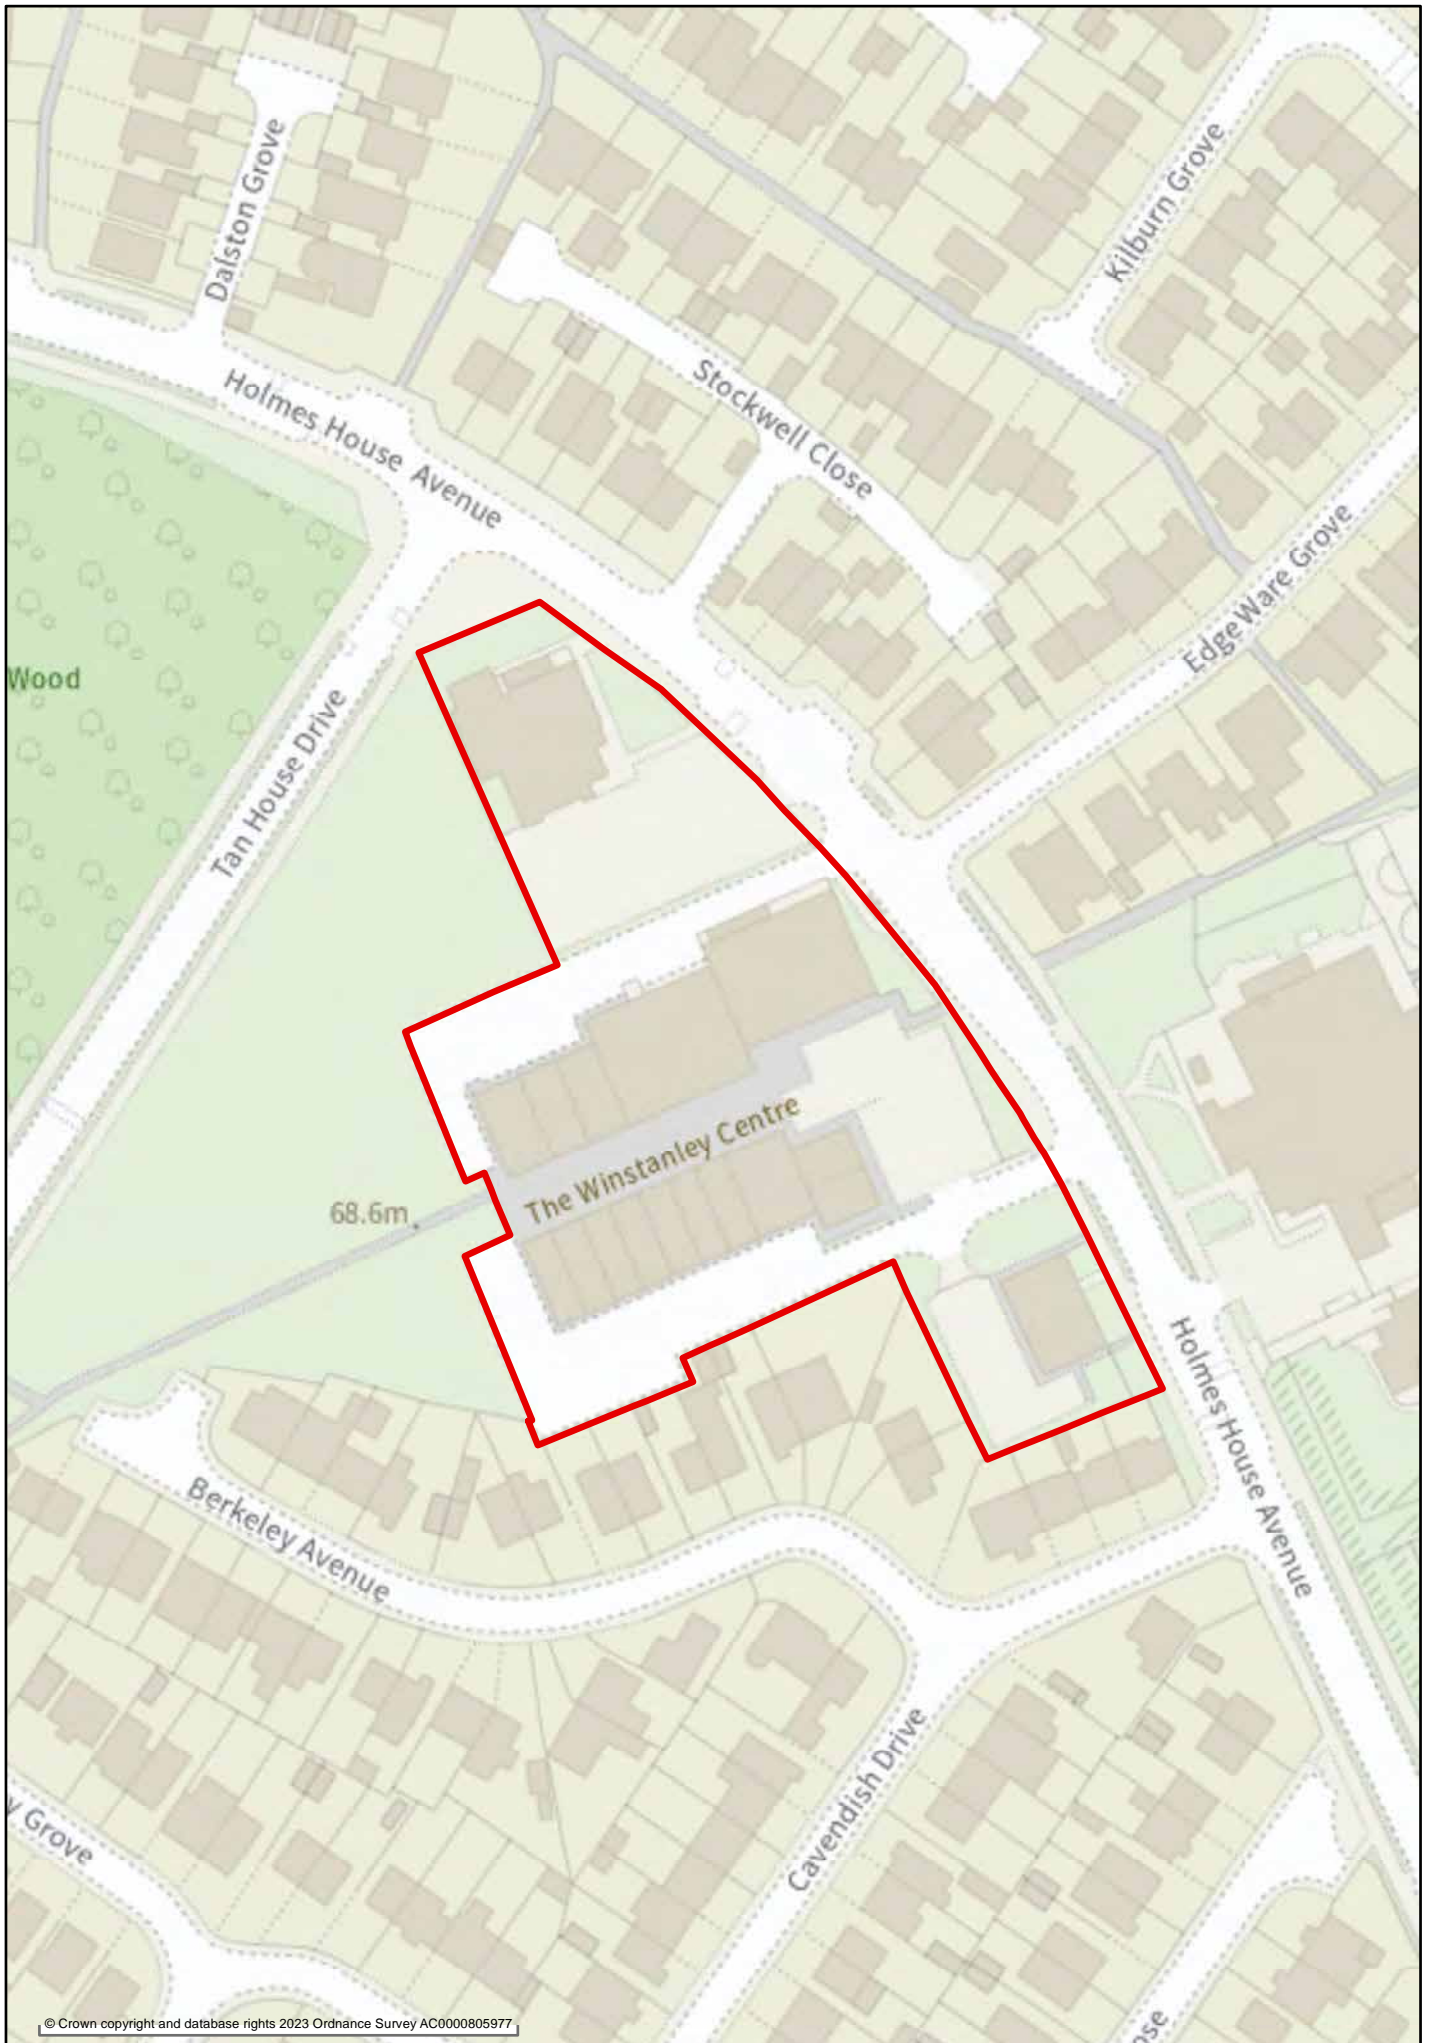 Dalston Grove
Kilburn Grove
Holmes House Avenue
Stockwell Close
Edge Ware Grove
Wood
Tan House Drive
The Winstanley Centre
68.6m
Holmes House Avenue
Berkeley Avenue
Cavendish Drive
y Grove
ose
© Crown copyright and database rights 2023 Ordnance Survey AC0000805977